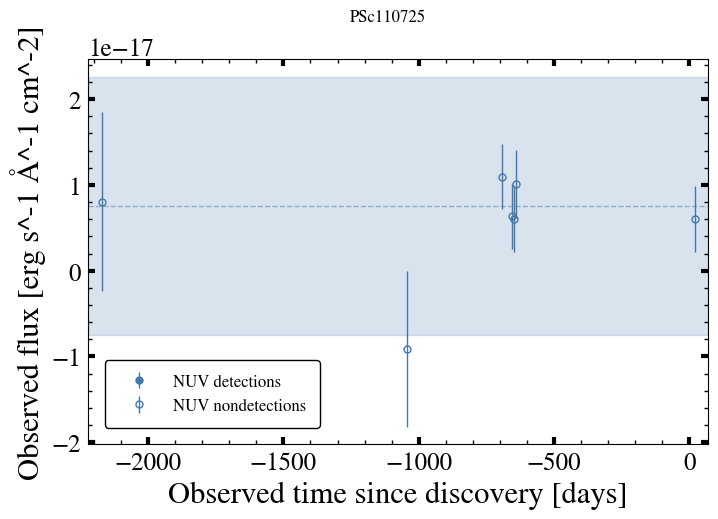 PSc110725
1e−17
Observed flux [erg s^-1 Å^-1 cm^-2]
2
1
0
−1
−2
NUV detections
NUV nondetections
−2000 −1500 −1000 −500 0
Observed time since discovery [days]